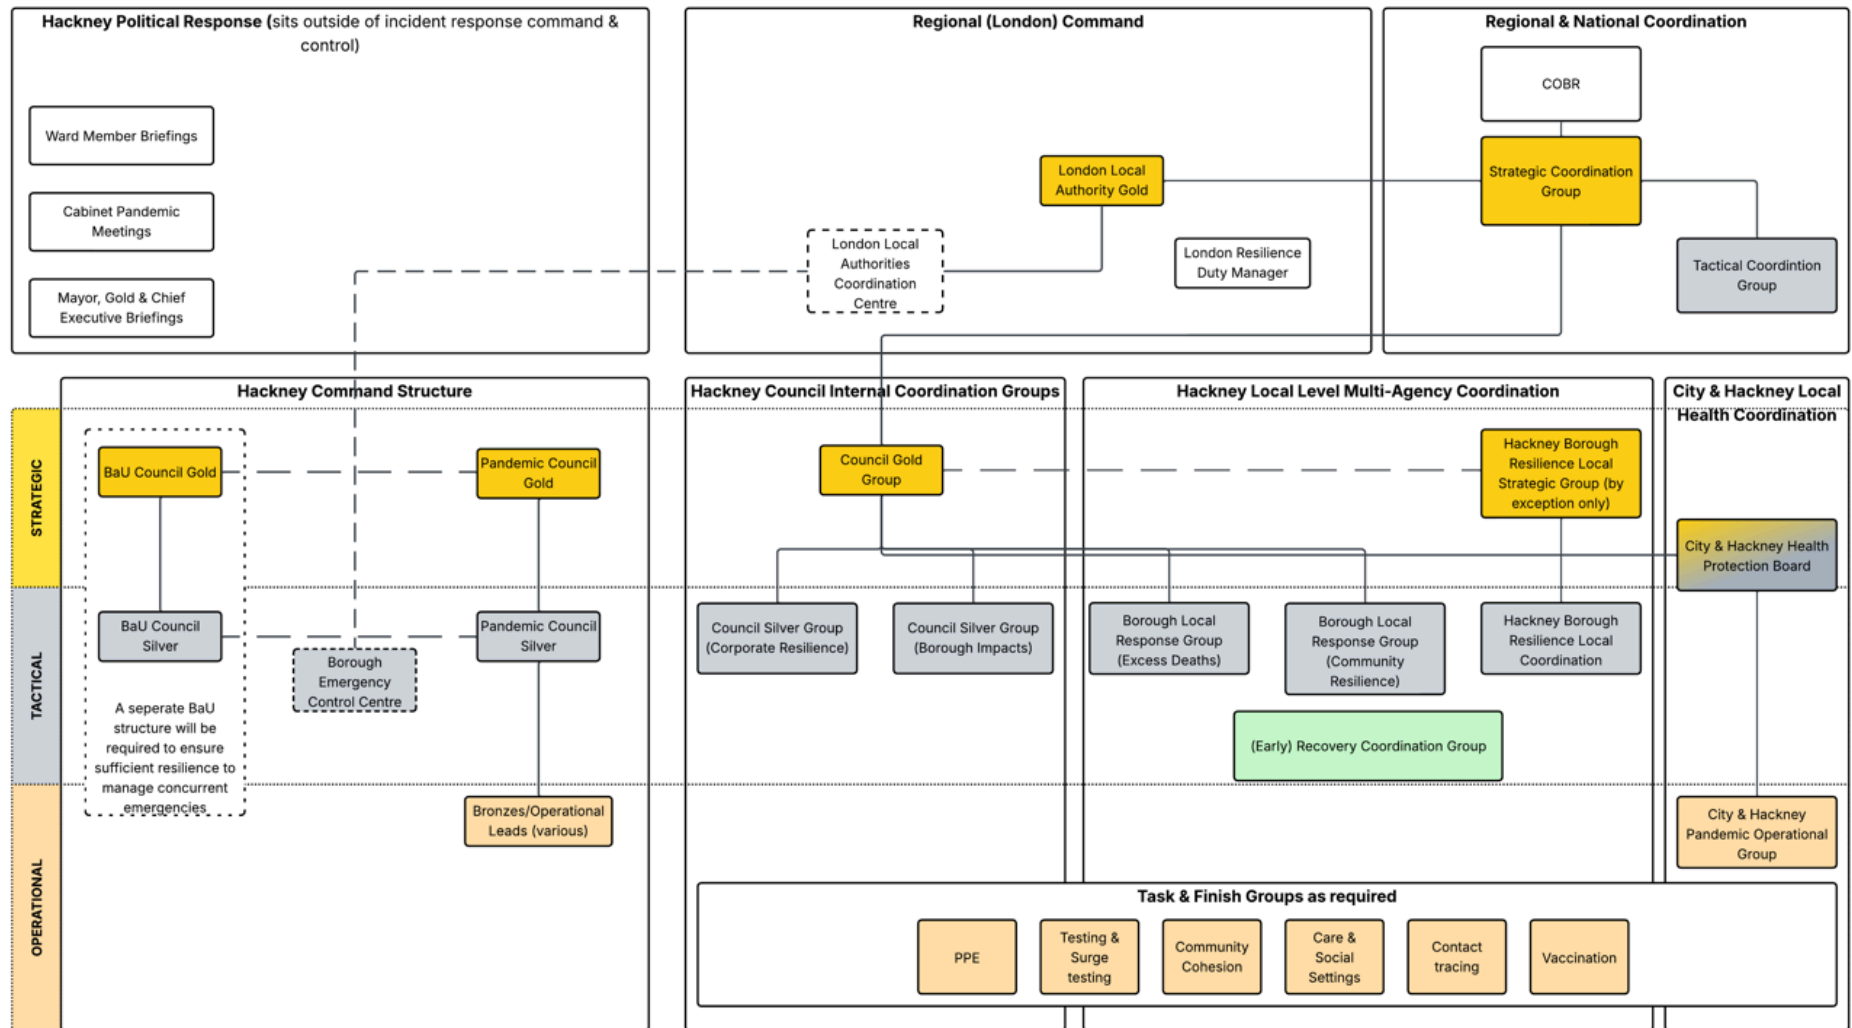 Hackney Political Response (sits outside of incident response command &
control)
Ward Member Briefings
Cabinet Pandemic
Meetings
Mayor, Gold & Chief
Executive Briefings
Regional (London) Command
London Local
Authority Gold
London Local
Authorities
Coordination
Centre
London Resilience
Duty Manager
Regional & National Coordination
COBR
Strategic Coordination
Group
Tactical Coordintion
Group
STRATEGIC
TACTICAL
OPERATIONAL
Hackney Command Structure
BaU Council Gold
Pandemic Council
Gold
BaU Council
Silver
Pandemic Council
Silver
Borough
Emergency
Control Centre
A seperate BaU
structure will be
required to ensure
sufficient resilience to
manage concurrent
emergencies
Bronzes/Operational
Leads (various)
Hackney Council Internal Coordination Groups
Council Gold
Group
Council Silver Group
(Corporate Resilience)
Council Silver Group
(Borough Impacts)
Hackney Local Level Multi-Agency Coordination
Hackney Borough
Resilience Local
Strategic Group (by
exception only)
Borough Local
Response Group
(Excess Deaths)
Borough Local
Response Group
(Community
Resilience)
Hackney Borough
Resilience Local
Coordination
(Early) Recovery Coordination Group
City & Hackney Local
Health Coordination
City & Hackney Health
Protection Board
City & Hackney
Pandemic Operational
Group
Task & Finish Groups as required
PPE
Testing &
Surge
testing
Community
Cohesion
Care &
Social
Settings
Contact
tracing
Vaccination